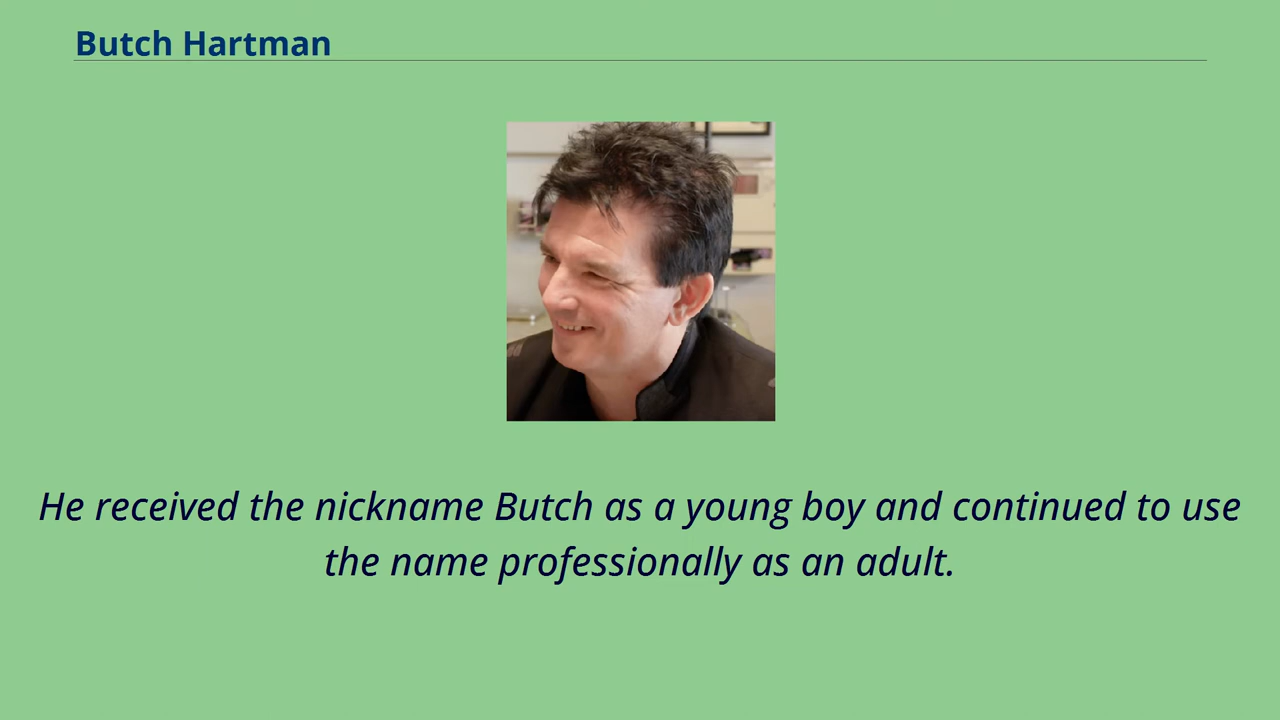 Butch Hartman
He received the nickname Butch as a young boy and continued to use
the name professionally as an adult.